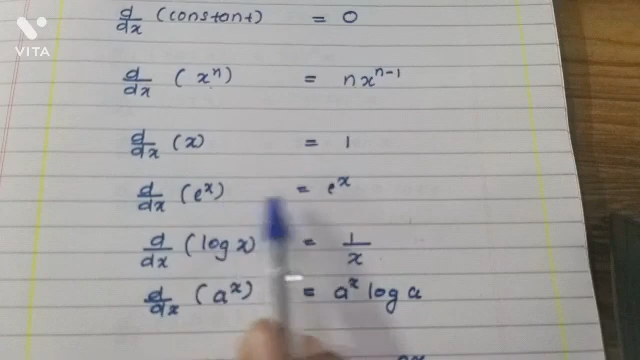 VITA
d/dx (constant) = 0
d/dx (xⁿ) = nxⁿ⁻¹
d/dx (x) = 1
d/dx (eˣ) = eˣ
d/dx (log x) = 1/x
d/dx (aˣ) = aˣ log a